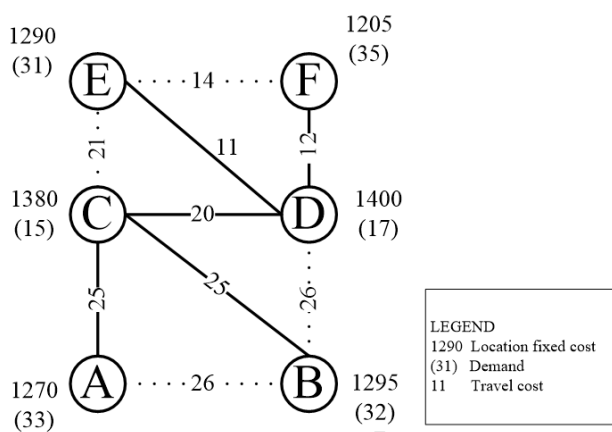 1290
(31)
E
14
F
1205
(35)
21
11
12
1380
(15)
C
20
D
1400
(17)
25
25
26
1270
(33)
A
26
B
1295
(32)
LEGEND
1290 Location fixed cost
(31) Demand
11 Travel cost